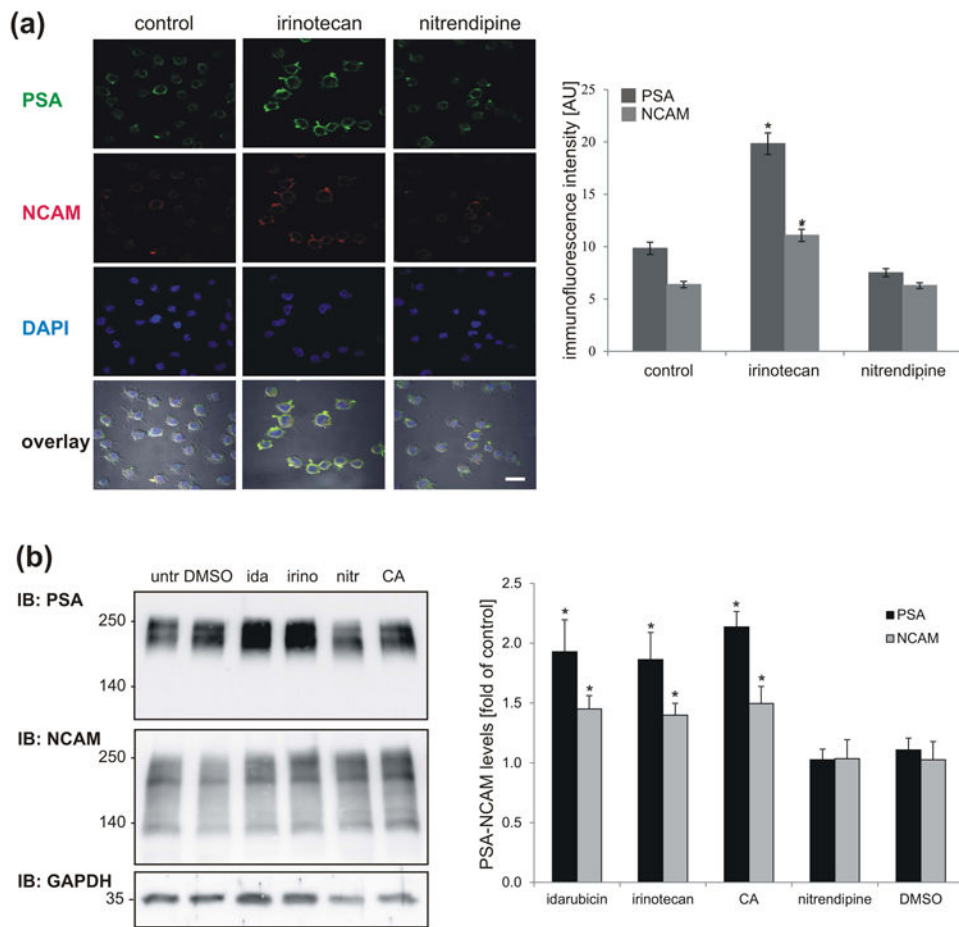 (a)
control irinotecan nitrendipine
PSA
NCAM
DAPI
overlay
immunofluorescence intensity [AU]
25
20
15
10
5
0
PSA
NCAM
*
*
control irinotecan nitrendipine
(b)
untr DMSO ida irino nitr CA
IB: PSA
250
140
IB: NCAM
250
140
IB: GAPDH
35
PSA-NCAM levels [fold of control]
2.5
2.0
1.5
1.0
0.5
0.0
PSA
NCAM
* * *
* * *
idarubicin irinotecan CA nitrendipine DMSO